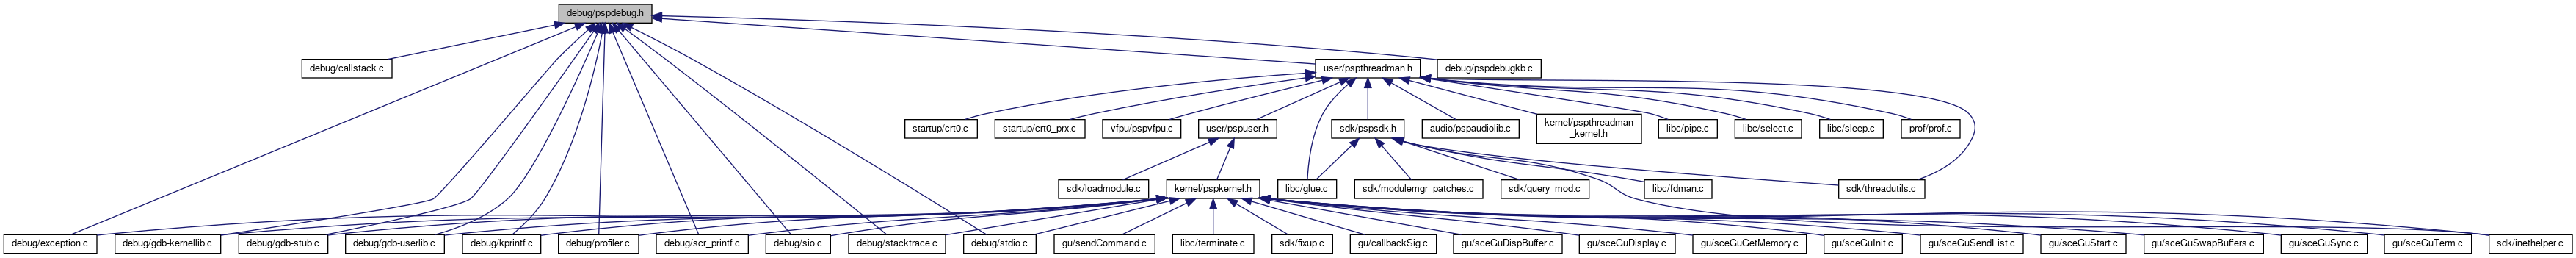 debug/pspdebug.h
debug/callstack.c
user/pspthreadman.h
debug/pspdebugkb.c
startup/crt0.c
startup/crt0_prx.c
vfpu/pspvfpu.c
user/pspuser.h
sdk/pspsdk.h
audio/pspaudiolib.c
kernel/pspthreadman
_kernel.h
libc/pipe.c
libc/select.c
libc/sleep.c
prof/prof.c
sdk/loadmodule.c
kernel/pspkernel.h
libc/glue.c
sdk/modulemgr_patches.c
sdk/query_mod.c
libc/fdman.c
sdk/threadutils.c
debug/exception.c
debug/gdb-kernellib.c
debug/gdb-stub.c
debug/gdb-userlib.c
debug/kprintf.c
debug/profiler.c
debug/scr_printf.c
debug/sio.c
debug/stacktrace.c
debug/stdio.c
gu/sendCommand.c
libc/terminate.c
sdk/fixup.c
gu/callbackSig.c
gu/sceGuDispBuffer.c
gu/sceGuDisplay.c
gu/sceGuGetMemory.c
gu/sceGuInit.c
gu/sceGuSendList.c
gu/sceGuStart.c
gu/sceGuSwapBuffers.c
gu/sceGuSync.c
gu/sceGuTerm.c
sdk/inethelper.c